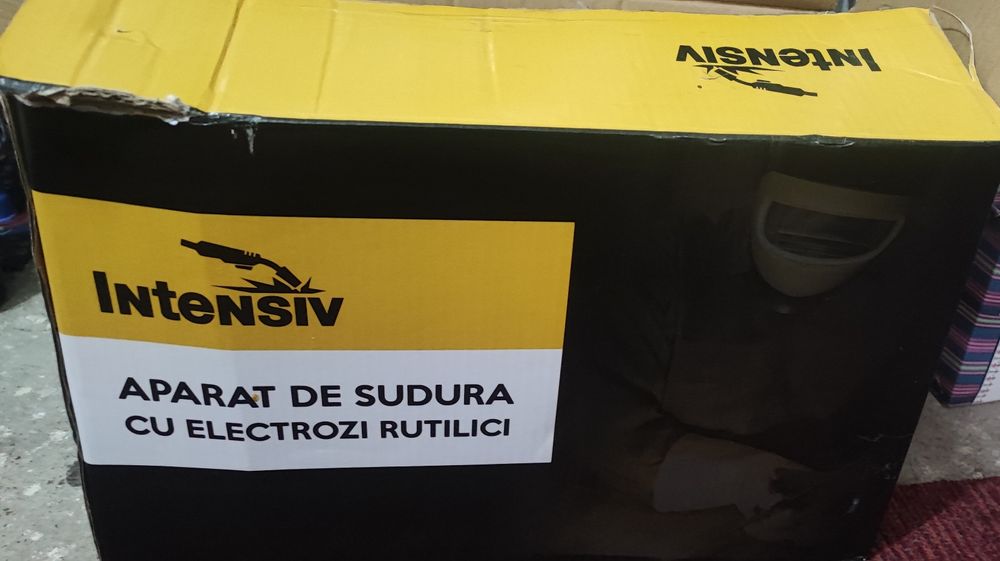 INTENSIV
INTENSIV
APARAT DE SUDURA
CU ELECTROZI RUTILICI